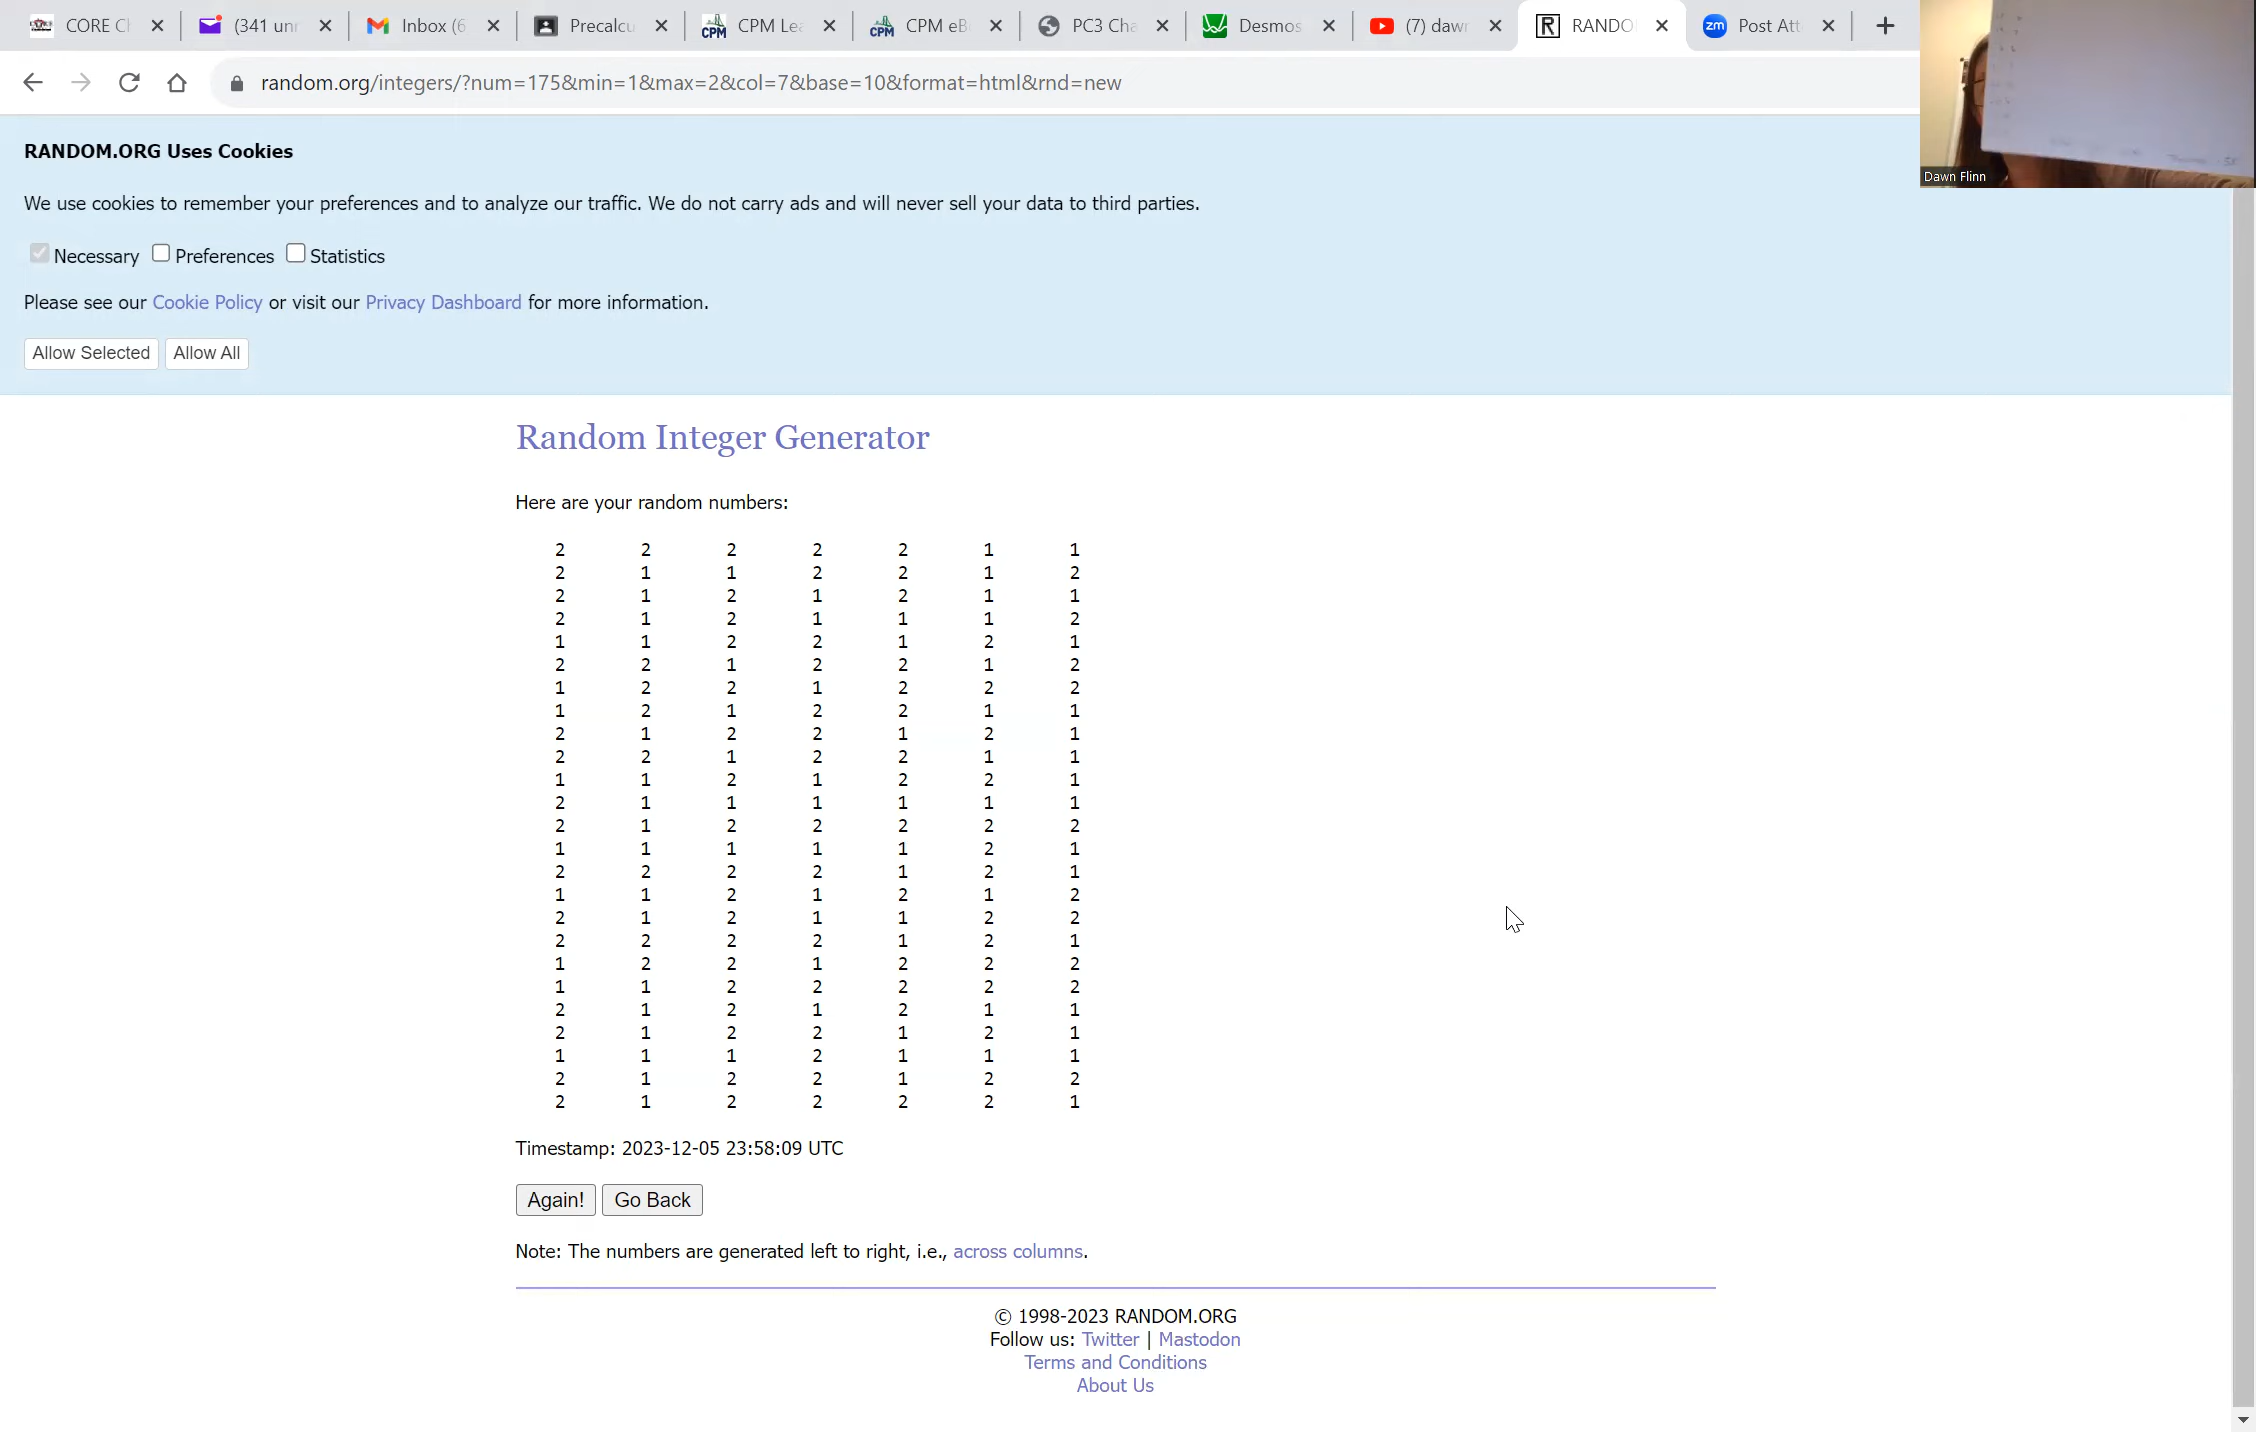 CORE C
(341 unr
Inbox (6
Precalcu
CPM Lea
CPM eB
PC3 Cha
Desmos
(7) dawn
RANDO
zm Post Att
random.org/integers/?num=175&min=1&max=2&col=7&base=10&format=html&rnd=new
Dawn Flinn
RANDOM.ORG Uses Cookies
We use cookies to remember your preferences and to analyze our traffic. We do not carry ads and will never sell your data to third parties.
Necessary Preferences Statistics
Please see our Cookie Policy or visit our Privacy Dashboard for more information.
Allow Selected Allow All
Random Integer Generator
Here are your random numbers:
2 2 2 2 2 1 1
2 1 1 2 2 1 2
2 1 2 1 2 1 1
2 1 2 1 1 1 2
1 1 2 2 1 2 1
2 2 1 2 2 1 2
1 2 2 1 2 2 2
1 2 1 2 2 1 1
2 1 2 2 1 2 1
2 2 1 2 2 1 1
1 1 2 1 2 2 1
2 1 1 1 1 1 1
2 1 2 2 2 2 2
1 1 1 1 1 2 1
2 2 2 2 1 2 1
1 1 2 1 2 1 2
2 1 2 1 1 2 2
2 2 2 2 1 2 1
1 2 2 1 2 2 2
1 1 2 2 2 2 2
2 1 2 1 2 1 1
2 1 2 2 1 2 1
1 1 1 2 1 1 1
2 1 2 2 1 2 2
2 1 2 2 2 2 1
Timestamp: 2023-12-05 23:58:09 UTC
Again! Go Back
Note: The numbers are generated left to right, i.e., across columns.
© 1998-2023 RANDOM.ORG
Follow us: Twitter | Mastodon
Terms and Conditions
About Us